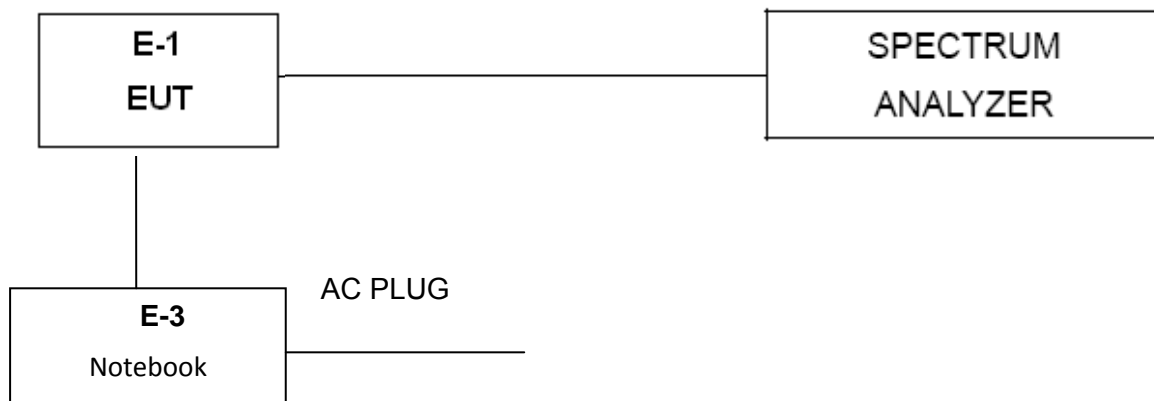 E-1
EUT
SPECTRUM
ANALYZER
AC PLUG
E-3
Notebook